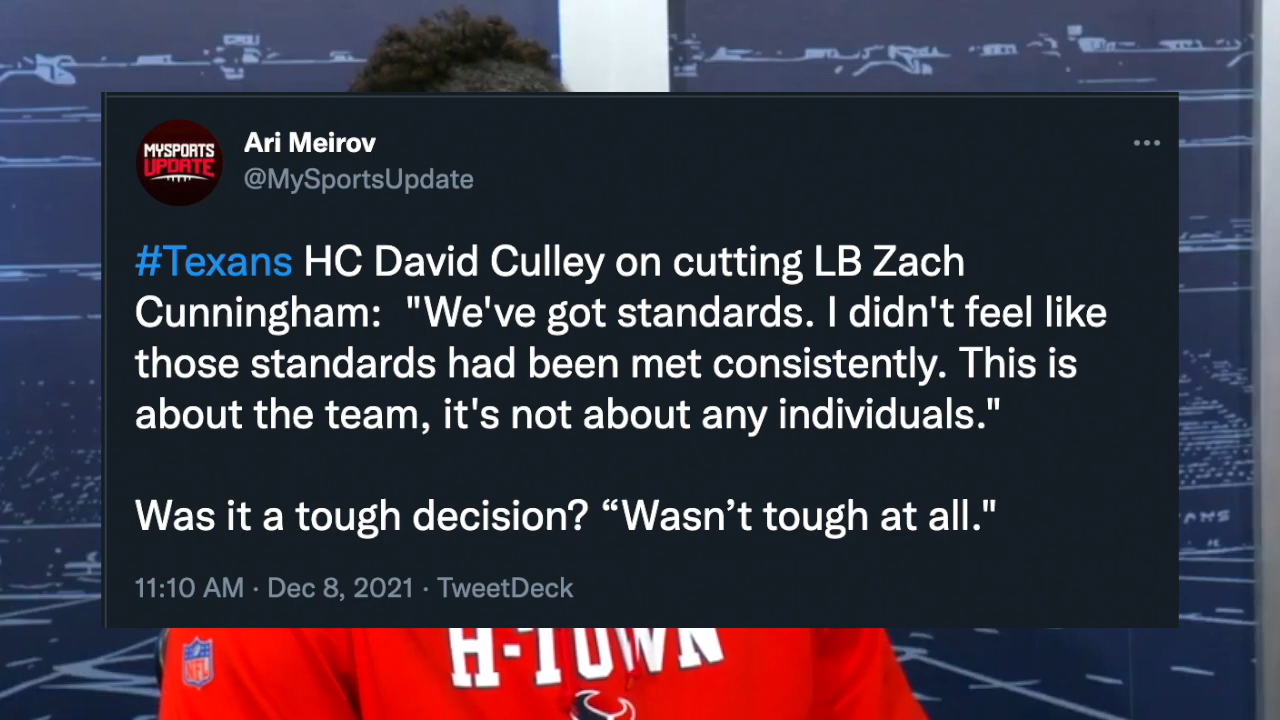 MYSPORTS
UPDATE
Ari Meirov
@MySportsUpdate
#Texans HC David Culley on cutting LB Zach
Cunningham:  "We've got standards. I didn't feel like
those standards had been met consistently. This is
about the team, it's not about any individuals."
Was it a tough decision? “Wasn’t tough at all."
11:10 AM · Dec 8, 2021 · TweetDeck
NFL
H-TOWN